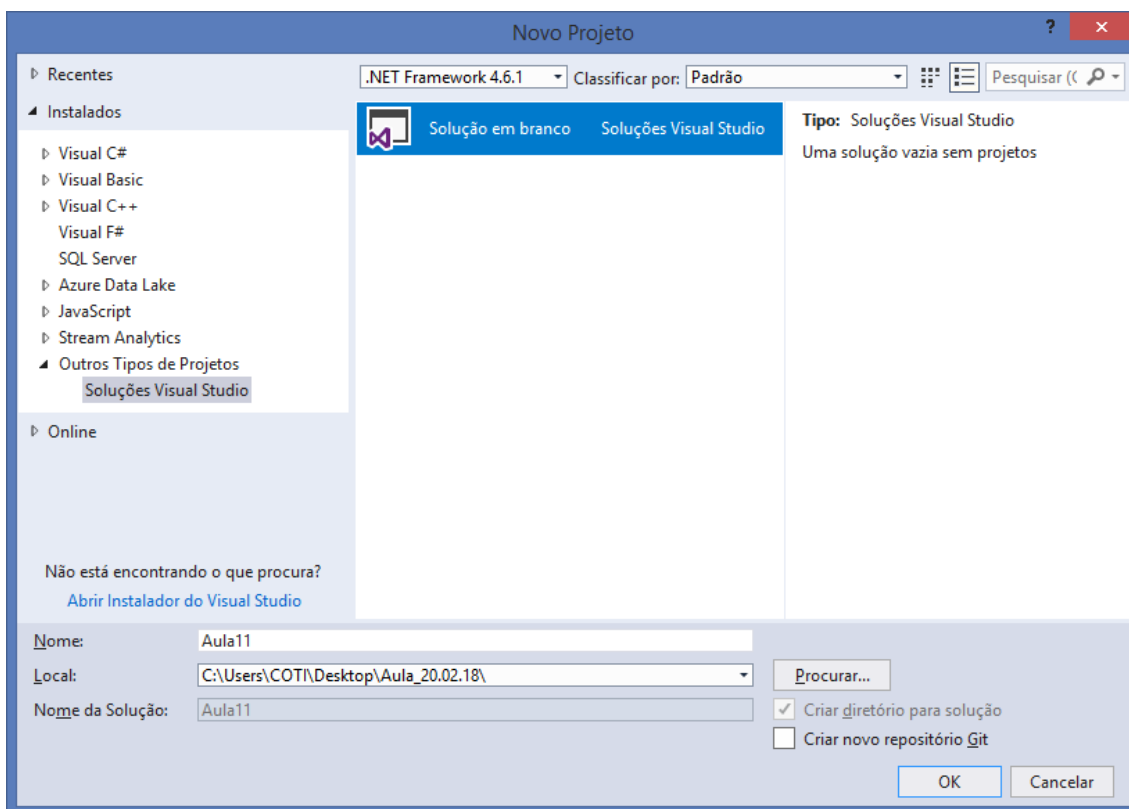 Novo Projeto
?
Recentes
Instalados
Visual C#
Visual Basic
Visual C++
Visual F#
SQL Server
Azure Data Lake
JavaScript
Stream Analytics
Outros Tipos de Projetos
Soluções Visual Studio
Online
Não está encontrando o que procura?
Abrir Instalador do Visual Studio
.NET Framework 4.6.1 Classificar por: Padrão
Pesquisar ((
Solução em branco Soluções Visual Studio
Tipo: Soluções Visual Studio
Uma solução vazia sem projetos
Nome: Aula11
Local: C:\Users\COTI\Desktop\Aula_20.02.18\ Procurar...
Nome da Solução: Aula11
Criar diretório para solução
Criar novo repositório Git
OK Cancelar